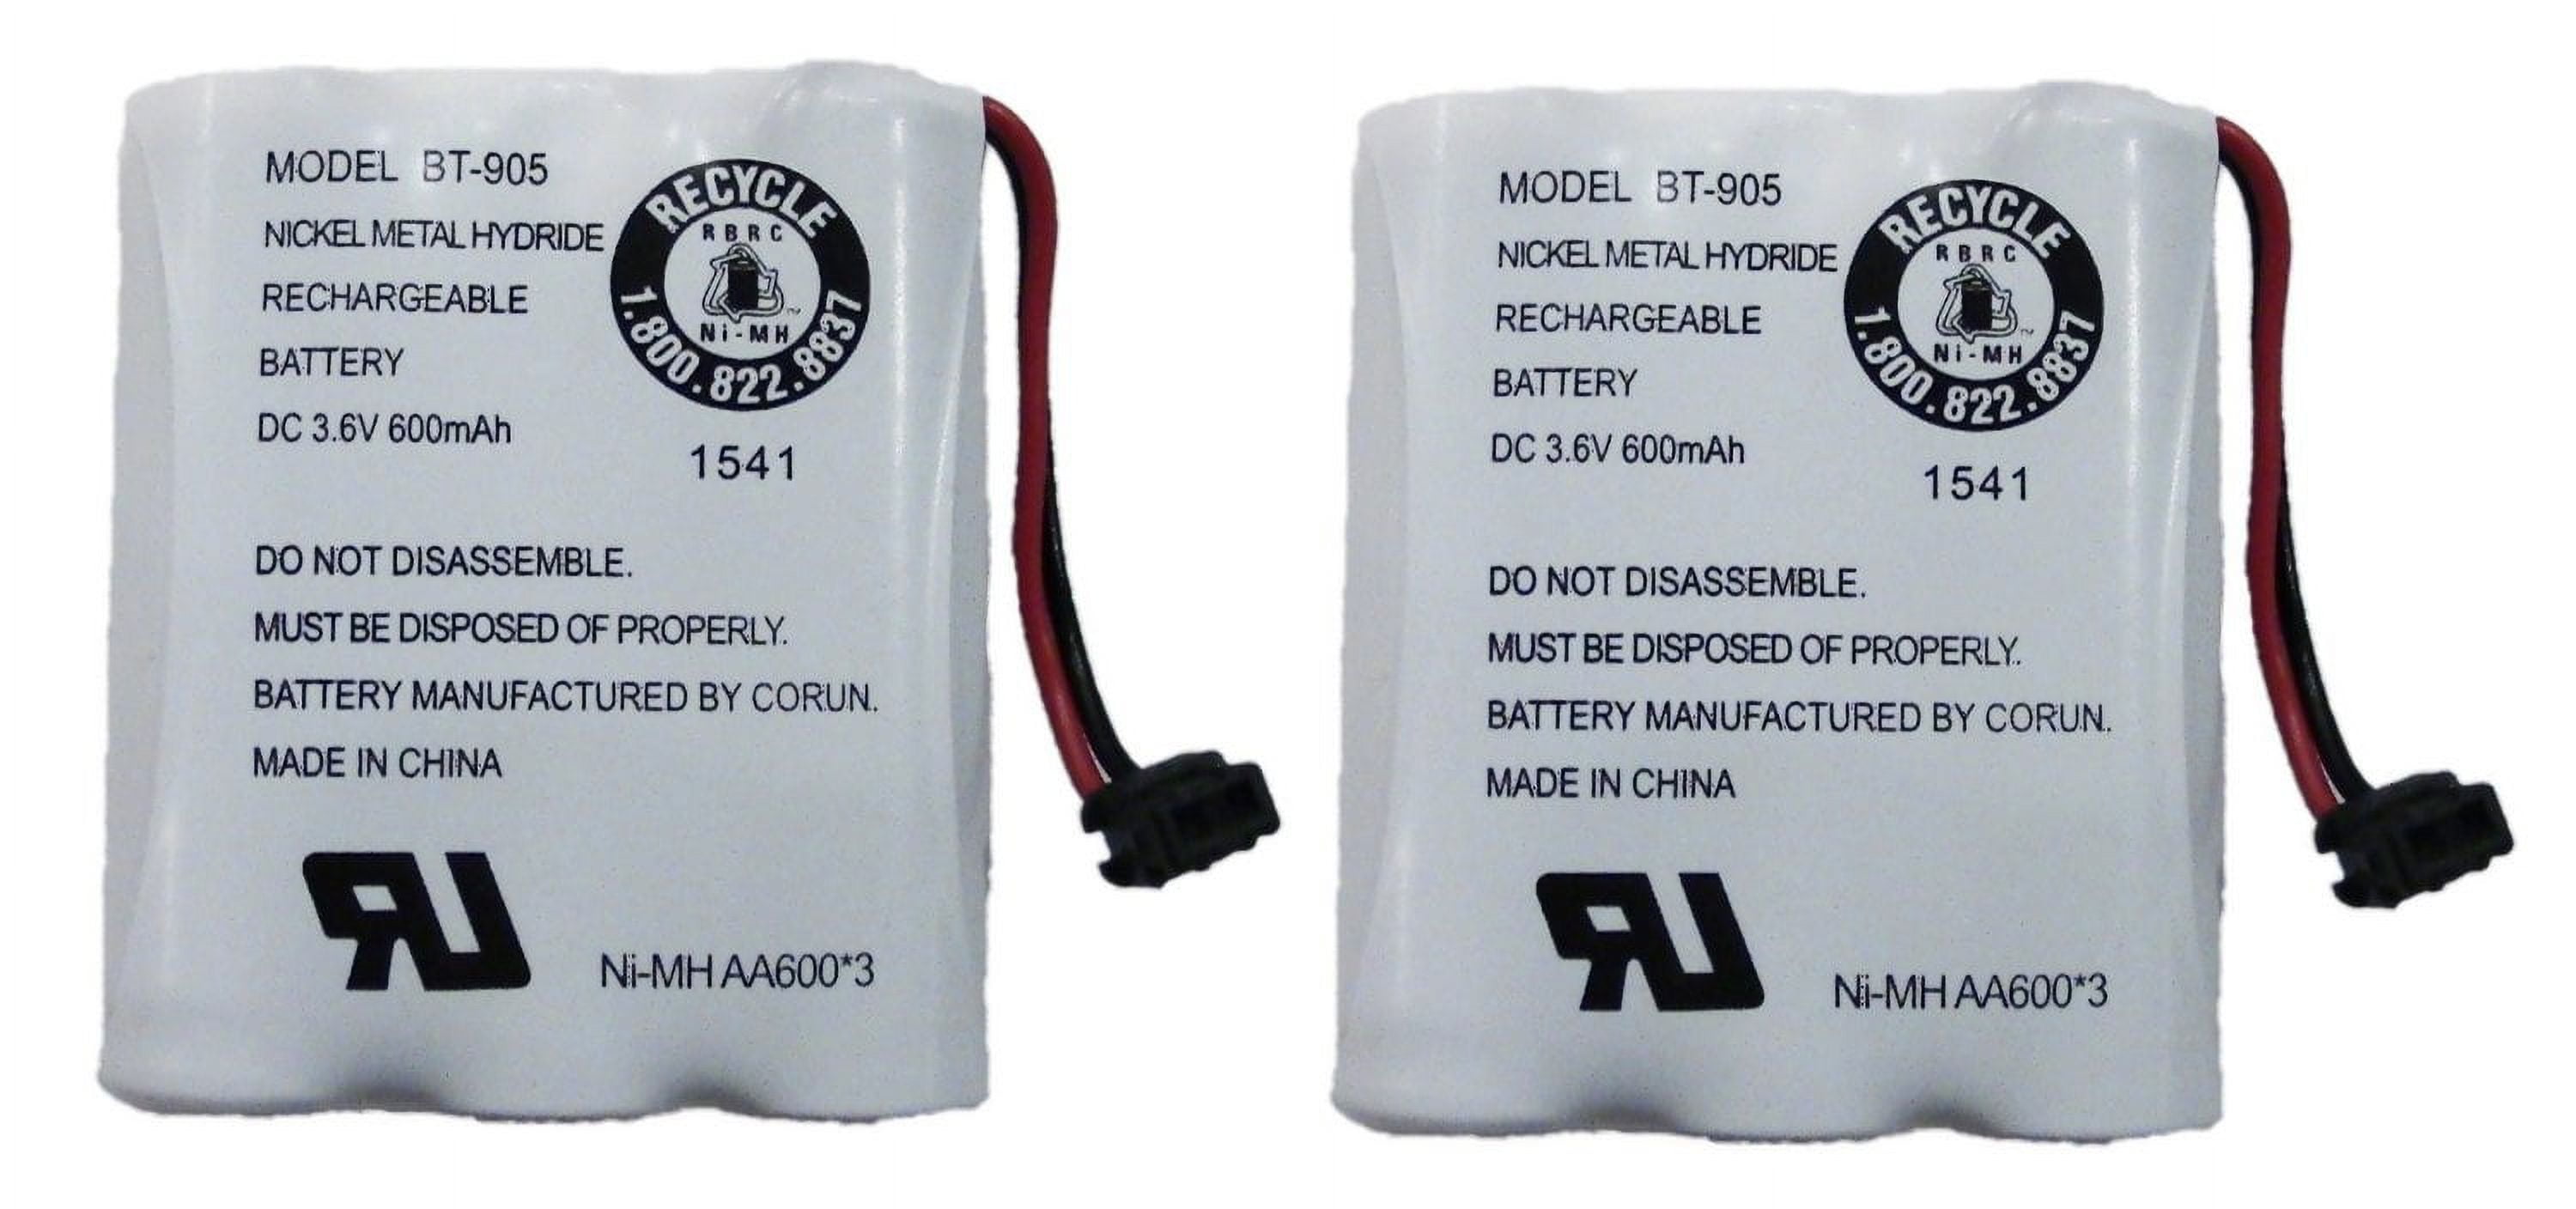 MODEL BT-905
NICKEL METAL HYDRIDE
RECHARGEABLE
BATTERY
DC 3.6V 600mAh
RECYCLE
RBRC
Ni-MH
1.800.822.8837
1541
DO NOT DISASSEMBLE.
MUST BE DISPOSED OF PROPERLY.
BATTERY MANUFACTURED BY CORUN.
MADE IN CHINA
RU
Ni-MH AA600*3
MODEL BT-905
NICKEL METAL HYDRIDE
RECHARGEABLE
BATTERY
DC 3.6V 600mAh
RECYCLE
RBRC
Ni-MH
1.800.822.8837
1541
DO NOT DISASSEMBLE.
MUST BE DISPOSED OF PROPERLY.
BATTERY MANUFACTURED BY CORUN.
MADE IN CHINA
RU
Ni-MH AA600*3